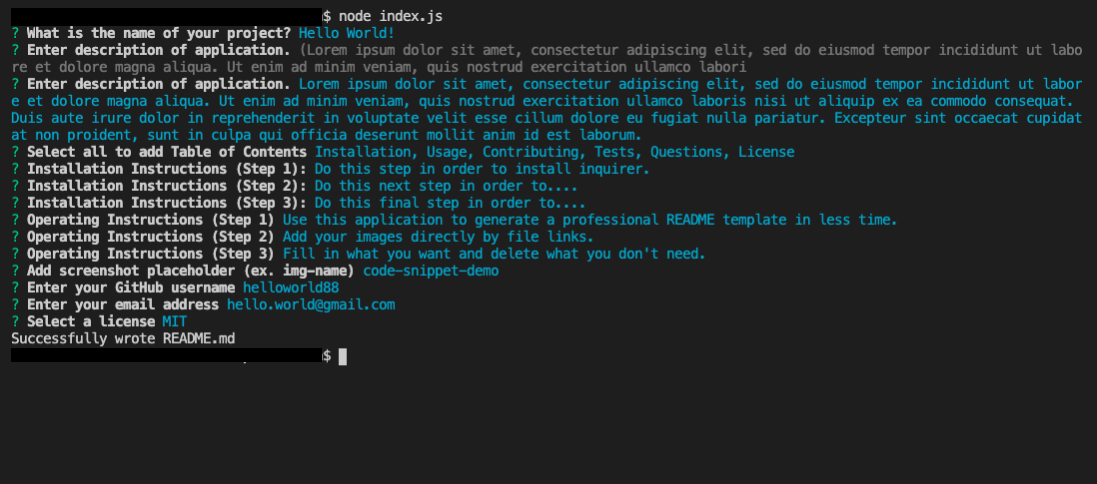 $ node index.js
? What is the name of your project? Hello World!
? Enter description of application. (Lorem ipsum dolor sit amet, consectetur adipiscing elit, sed do eiusmod tempor incididunt ut labo
re et dolore magna aliqua. Ut enim ad minim veniam, quis nostrud exercitation ullamco labori
? Enter description of application. Lorem ipsum dolor sit amet, consectetur adipiscing elit, sed do eiusmod tempor incididunt ut labor
e et dolore magna aliqua. Ut enim ad minim veniam, quis nostrud exercitation ullamco laboris nisi ut aliquip ex ea commodo consequat.
Duis aute irure dolor in reprehenderit in voluptate velit esse cillum dolore eu fugiat nulla pariatur. Excepteur sint occaecat cupidat
at non proident, sunt in culpa qui officia deserunt mollit anim id est laborum.
? Select all to add Table of Contents Installation, Usage, Contributing, Tests, Questions, License
? Installation Instructions (Step 1): Do this step in order to install inquirer.
? Installation Instructions (Step 2): Do this next step in order to....
? Installation Instructions (Step 3): Do this final step in order to....
? Operating Instructions (Step 1) Use this application to generate a professional README template in less time.
? Operating Instructions (Step 2) Add your images directly by file links.
? Operating Instructions (Step 3) Fill in what you want and delete what you don't need.
? Add screenshot placeholder (ex. img-name) code-snippet-demo
? Enter your GitHub username helloworld88
? Enter your email address hello.world@gmail.com
? Select a license MIT
Successfully wrote README.md
$